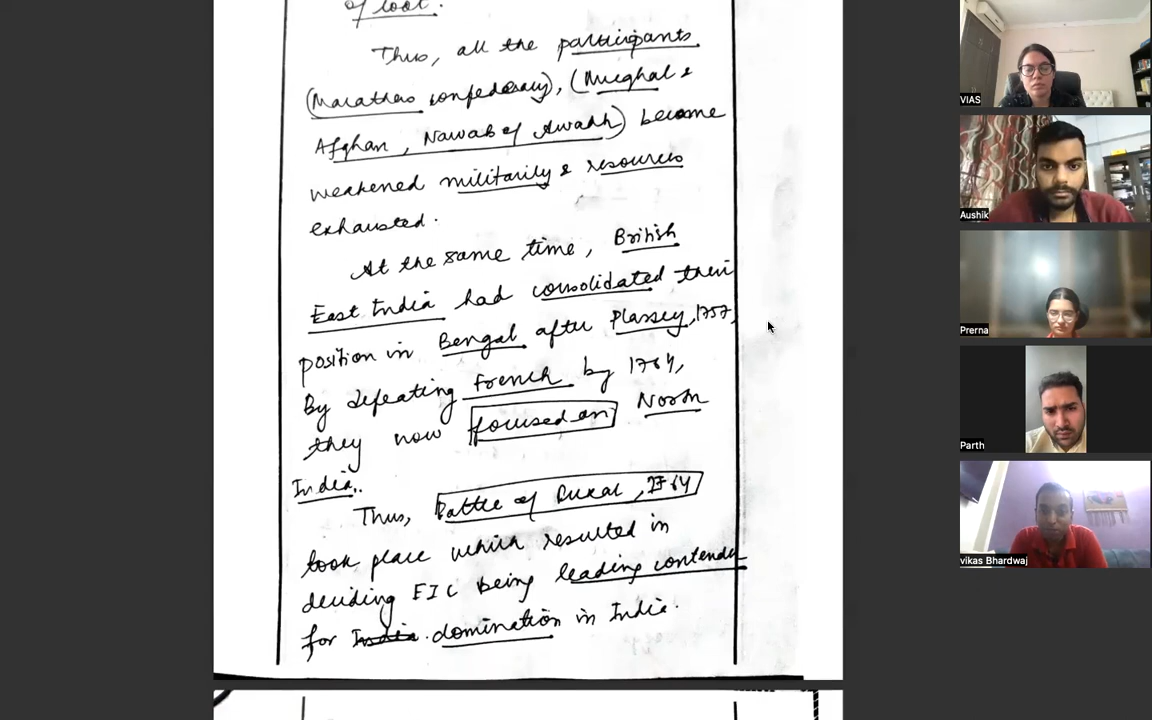 of loot.
Thus, all the participants
(Marathas confederacy), (Mughal &
Afghan, Nawab of Awadh) become
weakened militarily & resources
exhausted.
At the same time, British
East India had consolidated their
position in Bengal after Plassey, 1757,
By defeating French by 1764,
they now focused on North
India..
Thus, Battle of Buxar, 1764
took place which resulted in
deciding EIC being leading contender
for India. domination in India.
VIAS
Aushik
Prerna
Parth
vikas Bhardwaj